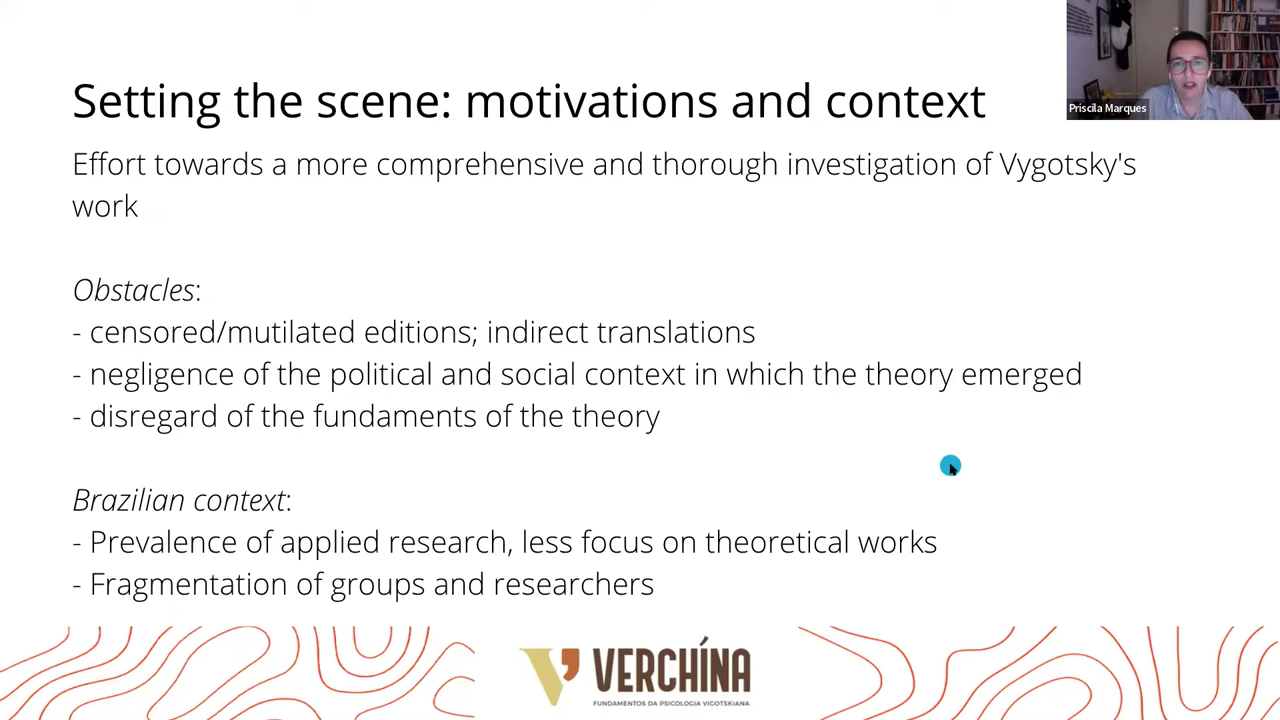 Setting the scene: motivations and context
Priscila Marques
Effort towards a more comprehensive and thorough investigation of Vygotsky's
work
Obstacles:
- censored/mutilated editions; indirect translations
- negligence of the political and social context in which the theory emerged
- disregard of the fundaments of the theory
Brazilian context:
- Prevalence of applied research, less focus on theoretical works
- Fragmentation of groups and researchers
VERCHÍNA
FUNDAMENTOS DA PSICOLOGIA VIGOTSKIANA